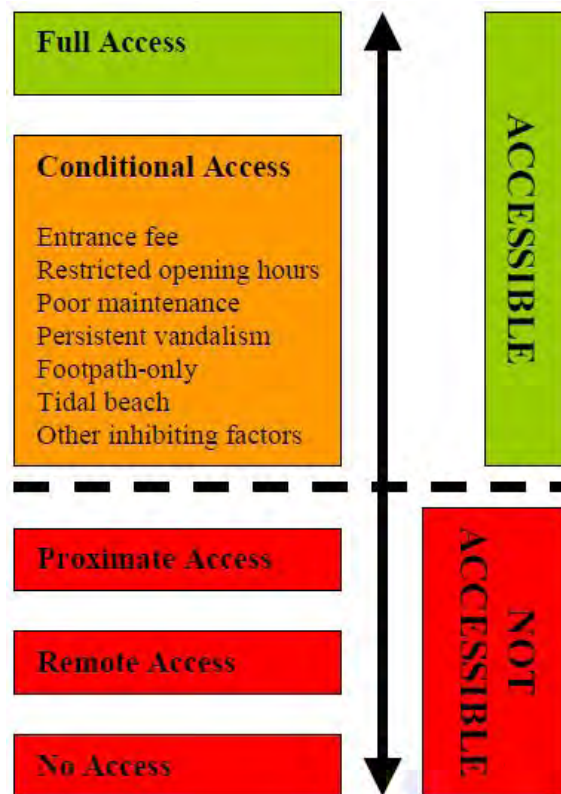 Full Access
Conditional Access
Entrance fee
Restricted opening hours
Poor maintenance
Persistent vandalism
Footpath-only
Tidal beach
Other inhibiting factors
ACCESSIBLE
Proximate Access
Remote Access
No Access
NOT
ACCESSIBLE